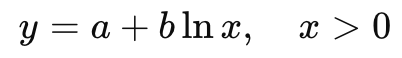 y = a + b ln x,  x > 0